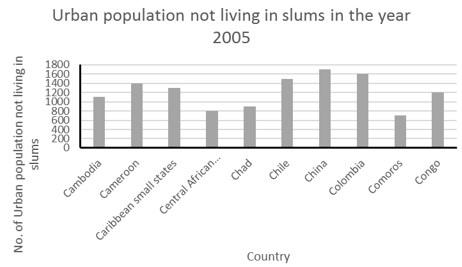 Urban population not living in slums in the year
2005
No. of Urban population not living in
slums
1800
1600
1400
1200
1000
800
600
400
200
0
Cambodia
Cameroon
Caribbean small states
Central African...
Chad
Chile
China
Colombia
Comoros
Congo
Country